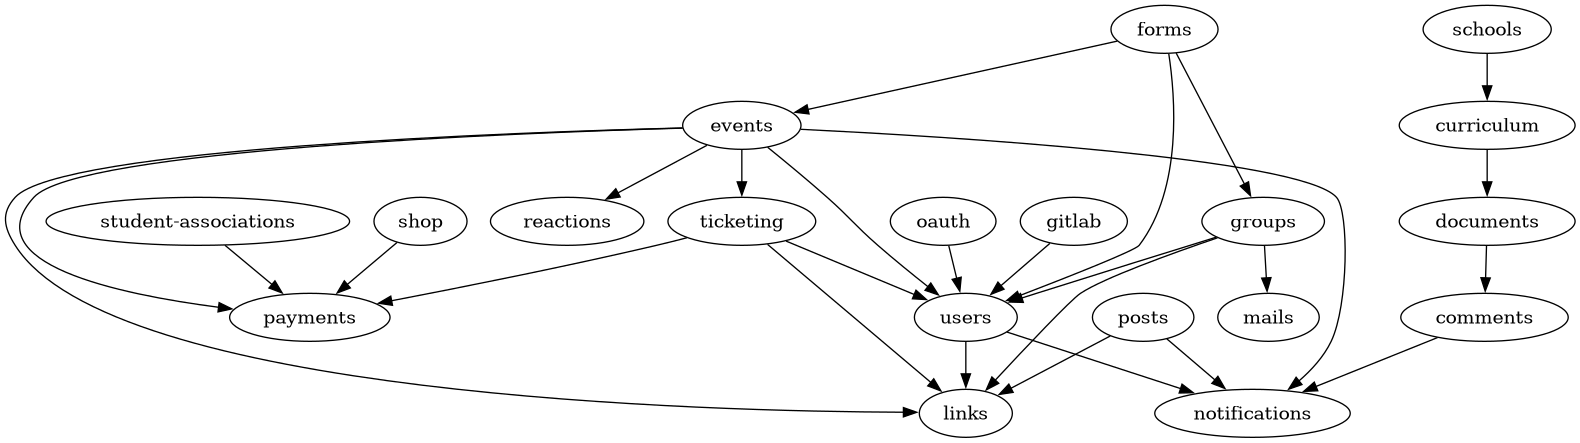 forms
schools
events
curriculum
student-associations
shop
reactions
ticketing
oauth
gitlab
groups
documents
payments
users
posts
mails
comments
links
notifications